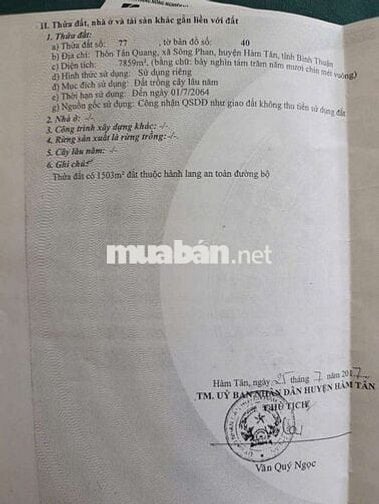 II. Thửa đất, nhà ở và tài sản khác gắn liền với đất
1. Thửa đất:
a) Thửa đất số: 77 , tờ bản đồ số: 40
b) Địa chỉ: Thôn Tân Quang, xã Sông Phan, huyện Hàm Tân, tỉnh Bình Thuận
c) Diện tích: 7859m², (bằng chữ: bảy nghìn tám trăm năm mươi chín mét vuông)
d) Hình thức sử dụng: Sử dụng riêng
đ) Mục đích sử dụng: Đất trồng cây lâu năm
e) Thời hạn sử dụng: Đến ngày 01/7/2064
g) Nguồn gốc sử dụng: Công nhận QSDĐ như giao đất không thu tiền sử dụng đất
2. Nhà ở: -/-
3. Công trình xây dựng khác: -/-
4. Rừng sản xuất là rừng trồng: -/-
5. Cây lâu năm: -/-
6. Ghi chú:
Thửa đất có 1503m² đất thuộc hành lang an toàn đường bộ
muabán.net
Hàm Tân, ngày 25 tháng 7 năm 2017
TM. UỶ BAN NHÂN DÂN HUYỆN HÀM TÂN
CHỦ TỊCH
Văn Quý Ngọc